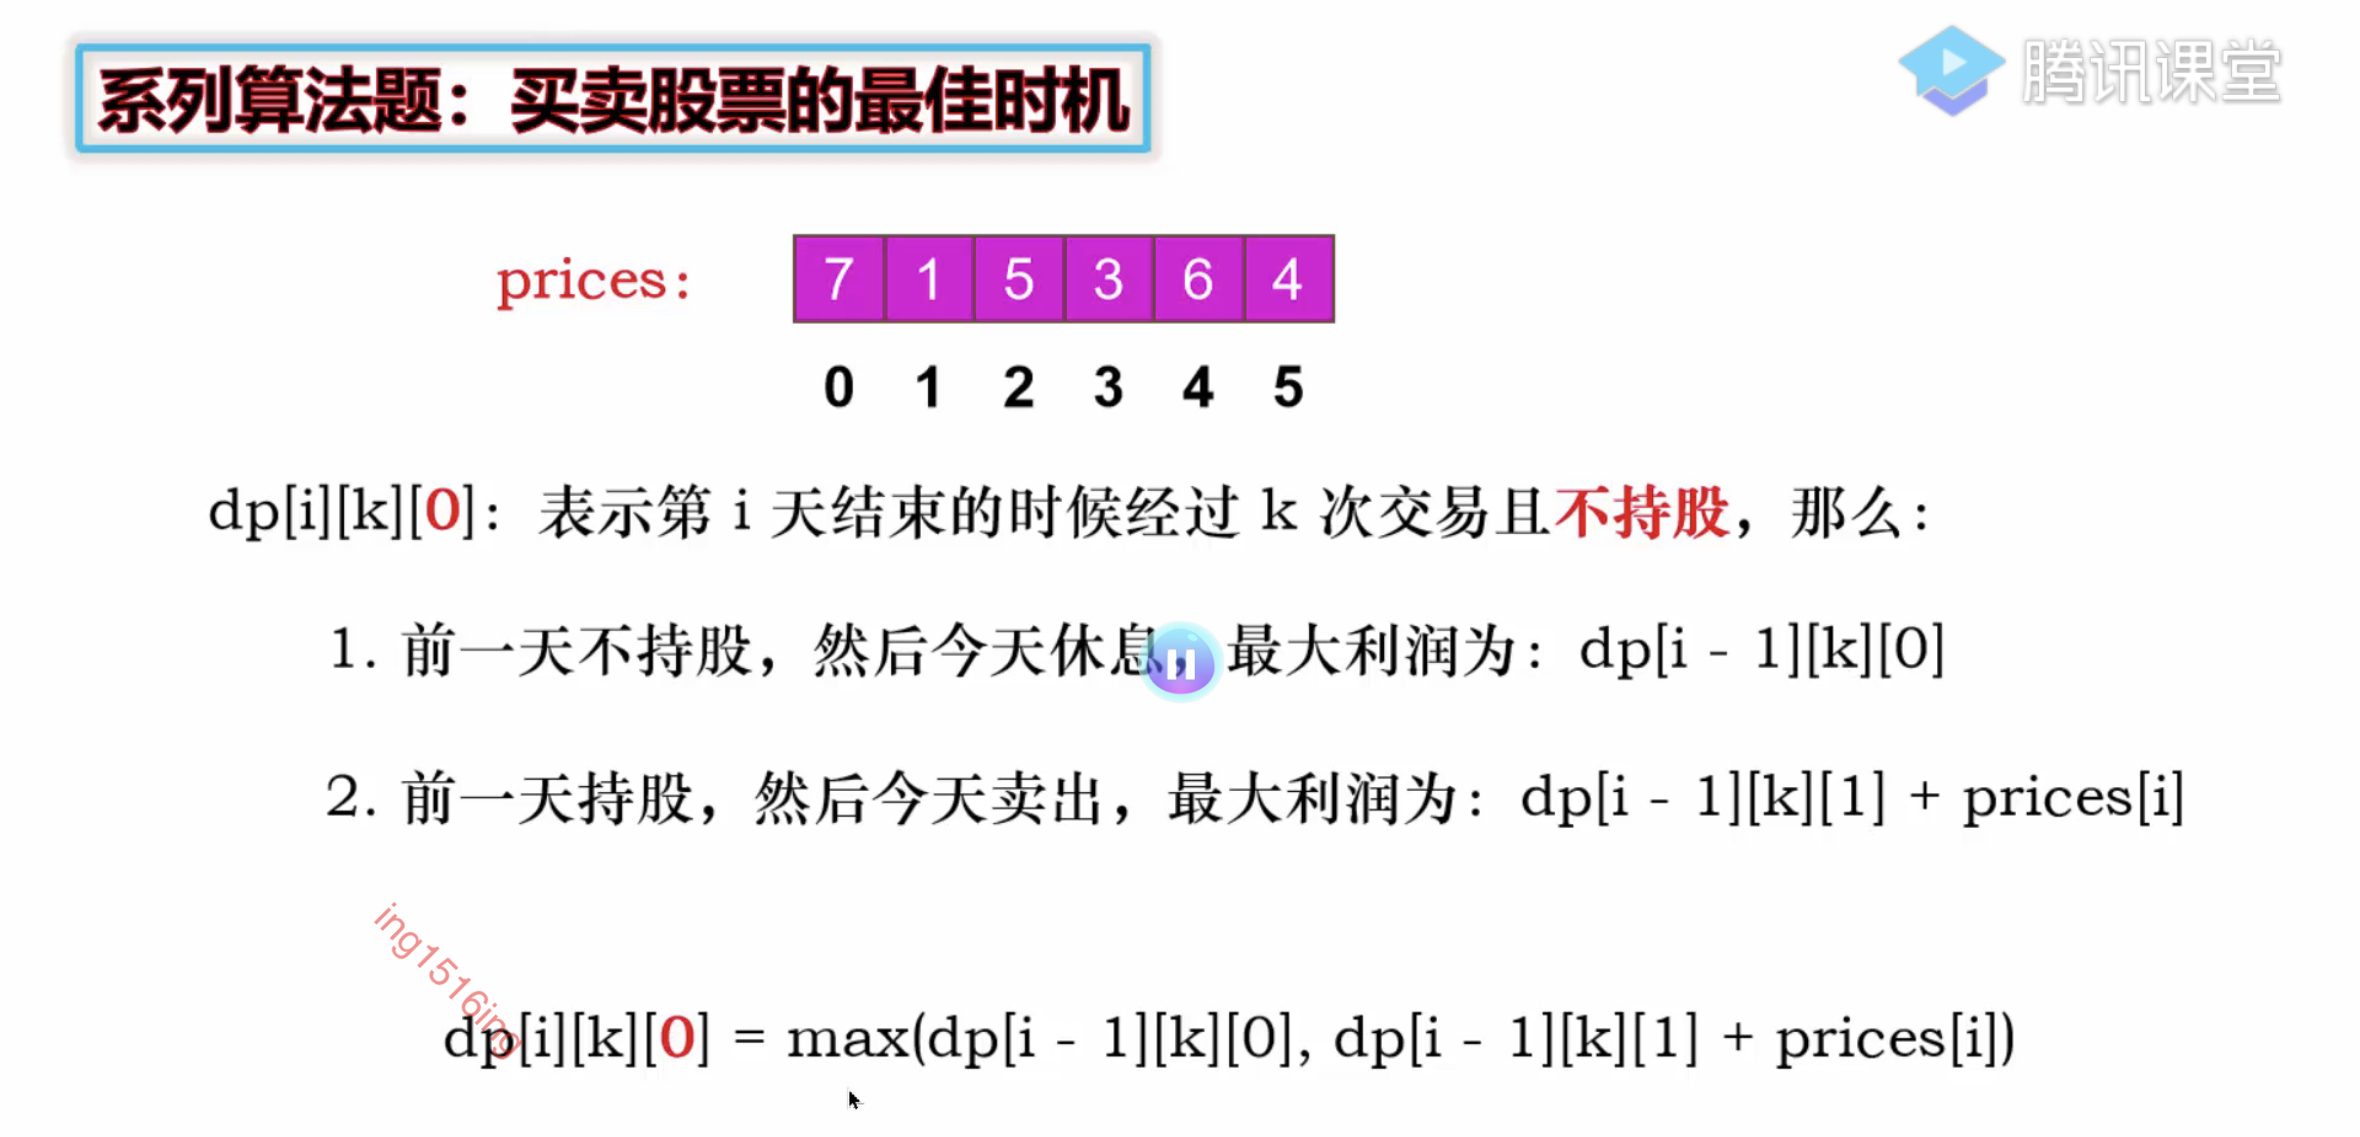 系列算法题：买卖股票的最佳时机
腾讯课堂
prices:
7 1 5 3 6 4
0 1 2 3 4 5
dp[i][k][0]：表示第 i 天结束的时候经过 k 次交易且不持股，那么：
1. 前一天不持股，然后今天休息，最大利润为：dp[i - 1][k][0]
2. 前一天持股，然后今天卖出，最大利润为：dp[i - 1][k][1] + prices[i]
ing1516ing
dp[i][k][0] = max(dp[i - 1][k][0], dp[i - 1][k][1] + prices[i])